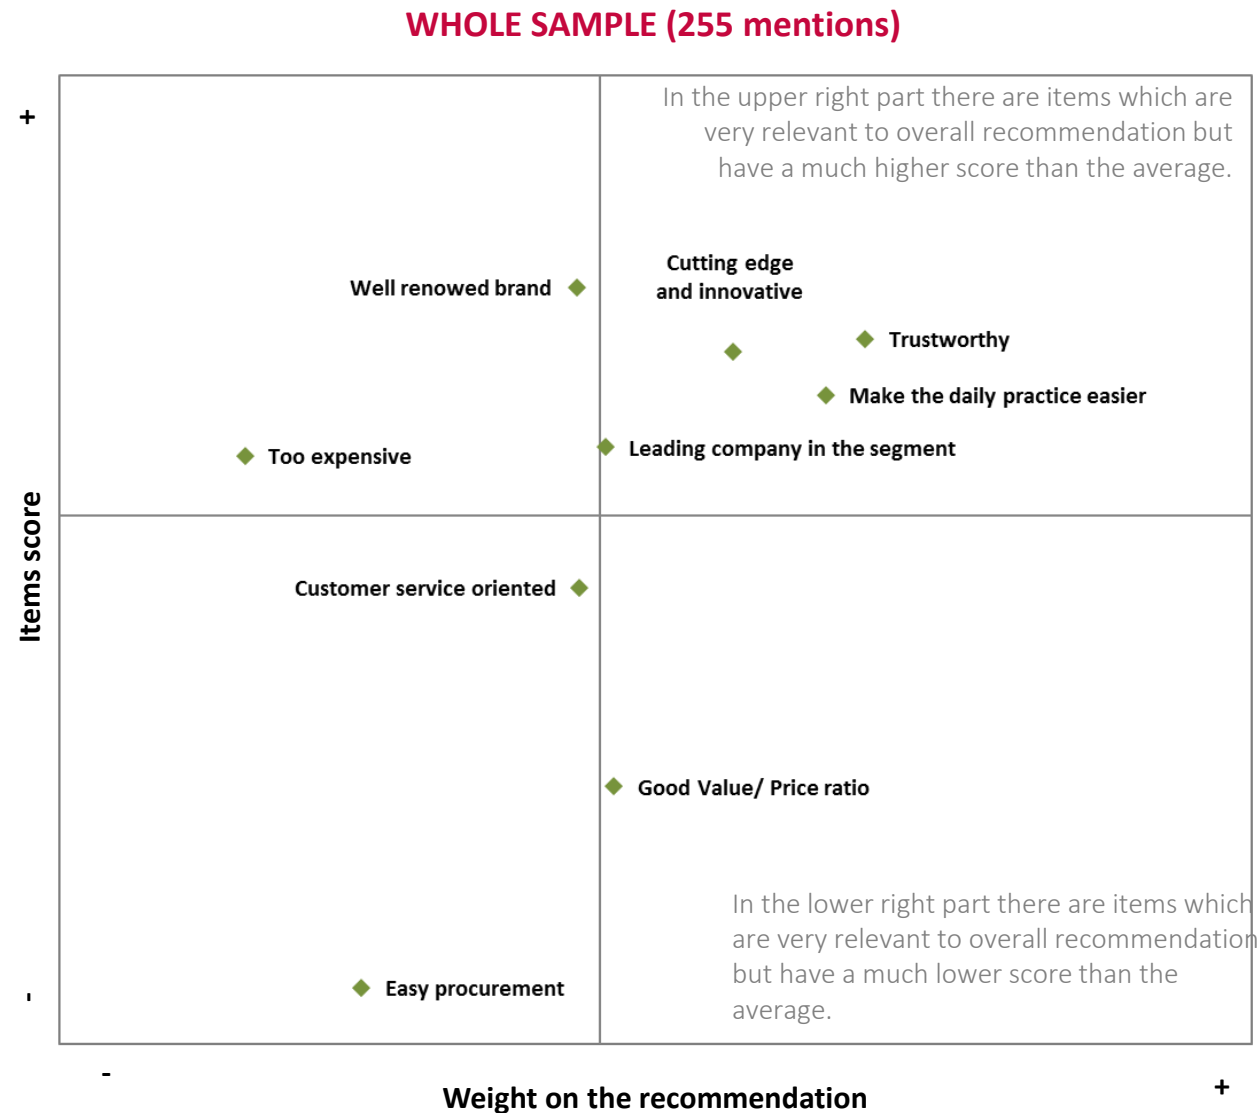 WHOLE SAMPLE (255 mentions)
+
In the upper right part there are items which are
very relevant to overall recommendation but
have a much higher score than the average.
Cutting edge
and innovative
Well renowed brand
Trustworthy
Make the daily practice easier
Leading company in the segment
Too expensive
Items score
Customer service oriented
Good Value/ Price ratio
In the lower right part there are items which
are very relevant to overall recommendation
but have a much lower score than the
average.
Easy procurement
-
-
+
Weight on the recommendation